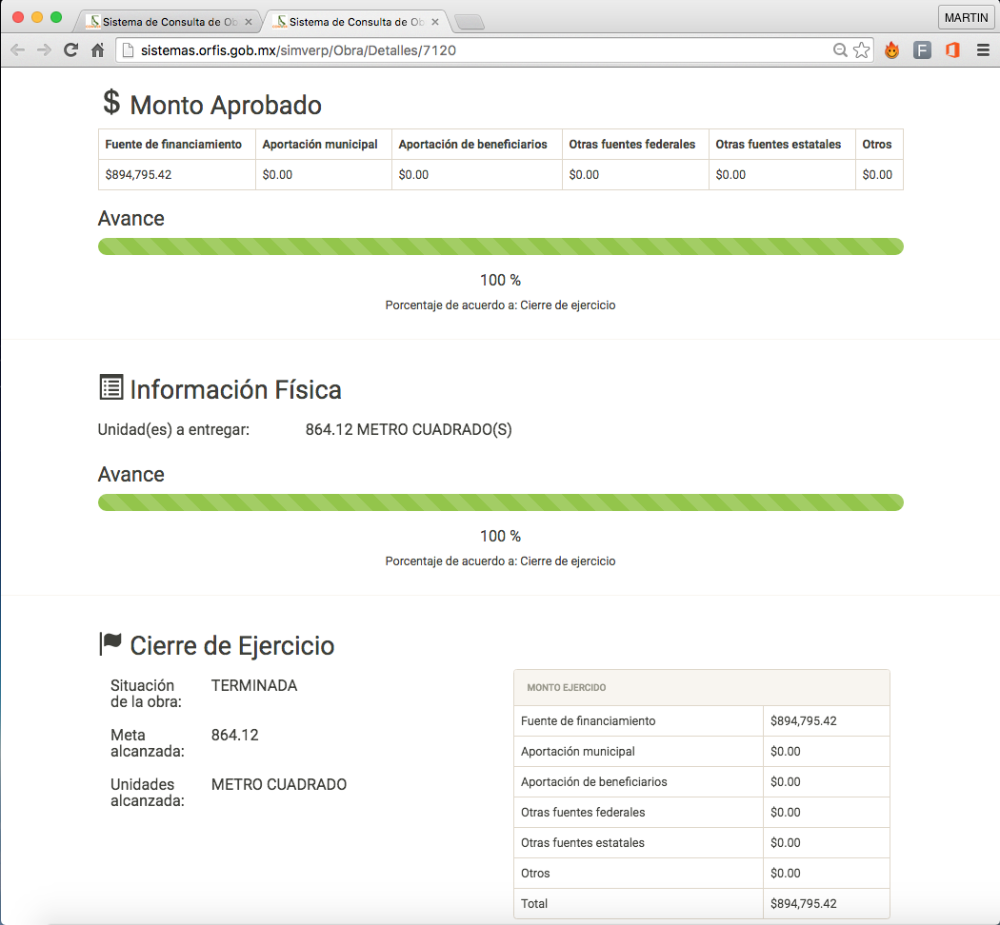 Sistema de Consulta de Ob
Sistema de Consulta de Ob
MARTIN
sistemas.orfis.gob.mx/simverp/Obra/Detalles/7120
F
$ Monto Aprobado
Fuente de financiamiento Aportación municipal Aportación de beneficiarios Otras fuentes federales Otras fuentes estatales Otros
$894,795.42 $0.00 $0.00 $0.00 $0.00 $0.00
Avance
100 %
Porcentaje de acuerdo a: Cierre de ejercicio
Información Física
Unidad(es) a entregar: 864.12 METRO CUADRADO(S)
Avance
100 %
Porcentaje de acuerdo a: Cierre de ejercicio
Cierre de Ejercicio
Situación de la obra: TERMINADA
Meta alcanzada: 864.12
Unidades alcanzada: METRO CUADRADO
MONTO EJERCIDO
Fuente de financiamiento $894,795.42
Aportación municipal $0.00
Aportación de beneficiarios $0.00
Otras fuentes federales $0.00
Otras fuentes estatales $0.00
Otros $0.00
Total $894,795.42